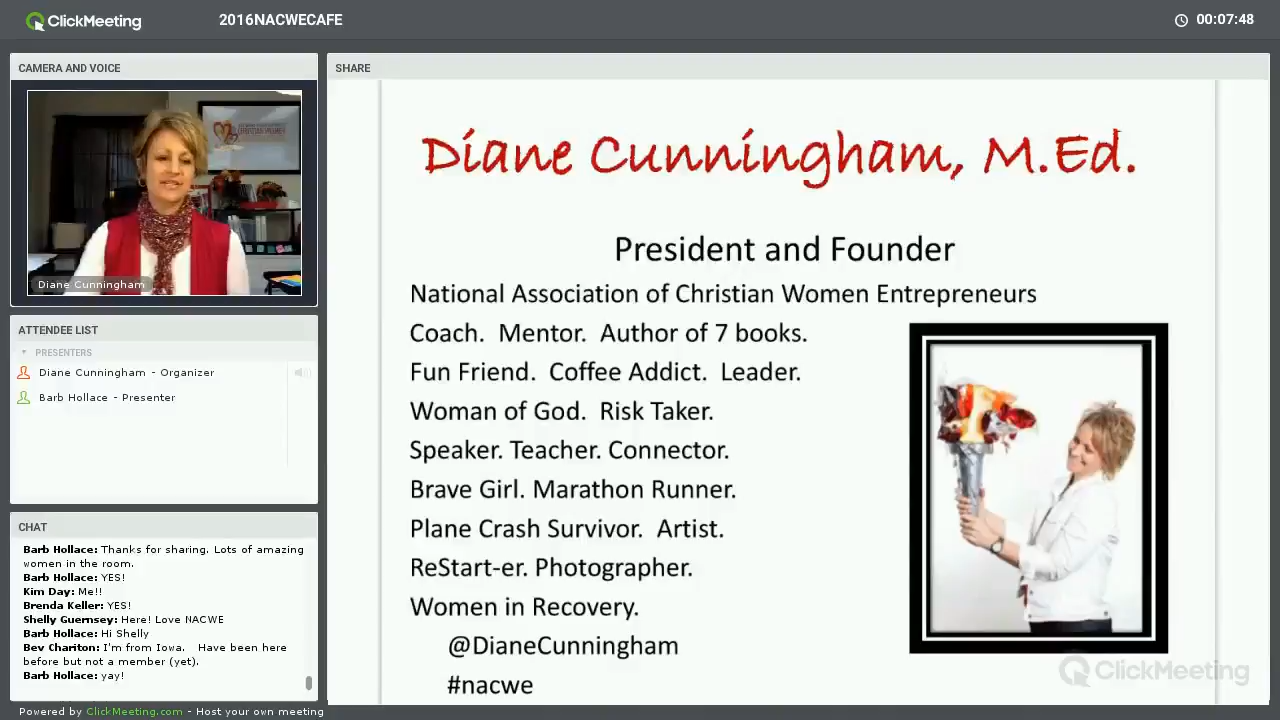 ClickMeeting
2016NACWECAFE
00:07:48
CAMERA AND VOICE
Diane Cunningham
ATTENDEE LIST
PRESENTERS
Diane Cunningham - Organizer
Barb Hollace - Presenter
CHAT
Barb Hollace: Thanks for sharing. Lots of amazing
women in the room.
Barb Hollace: YES!
Kim Day: Me!!
Brenda Keller: YES!
Shelly Guernsey: Here! Love NACWE
Barb Hollace: Hi Shelly
Bev Chariton: I'm from Iowa. Have been here
before but not a member (yet).
Barb Hollace: yay!
Powered by ClickMeeting.com - Host your own meeting
SHARE
Diane Cunningham, M.Ed.
President and Founder
National Association of Christian Women Entrepreneurs
Coach. Mentor. Author of 7 books.
Fun Friend. Coffee Addict. Leader.
Woman of God. Risk Taker.
Speaker. Teacher. Connector.
Brave Girl. Marathon Runner.
Plane Crash Survivor. Artist.
ReStart-er. Photographer.
Women in Recovery.
@DianeCunningham
#nacwe
ClickMeeting